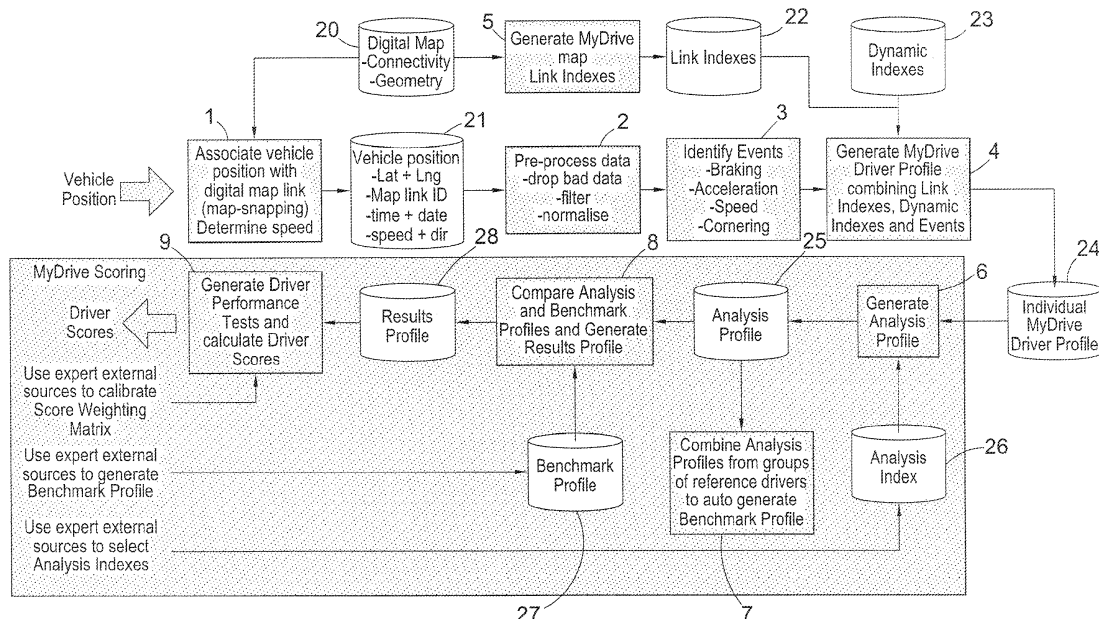 20
Digital Map
-Connectivity
-Geometry
5
Generate MyDrive
map
Link Indexes
22
Link Indexes
23
Dynamic
Indexes
Vehicle
Position
1
Associate vehicle
position with
digital map link
(map-snapping)
Determine speed
21
Vehicle position
-Lat + Lng
-Map link ID
-time + date
-speed + dir
2
Pre-process data
-drop bad data
-filter
-normalise
3
Identify Events
-Braking
-Acceleration
-Speed
-Cornering
Generate MyDrive
Driver Profile
combining Link
Indexes, Dynamic
Indexes and Events
4
24
Individual
MyDrive
Driver Profile
MyDrive Scoring
Driver
Scores
9
Generate Driver
Performance
Tests and
calculate Driver
Scores
28
Results
Profile
8
Compare Analysis
and Benchmark
Profiles and Generate
Results Profile
25
Analysis
Profile
6
Generate
Analysis
Profile
Use expert external
sources to calibrate
Score Weighting
Matrix
Use expert external
sources to generate
Benchmark Profile
Use expert external
sources to select
Analysis Indexes
Benchmark
Profile
27
Combine Analysis
Profiles from groups
of reference drivers
to auto generate
Benchmark Profile
7
Analysis
Index
26